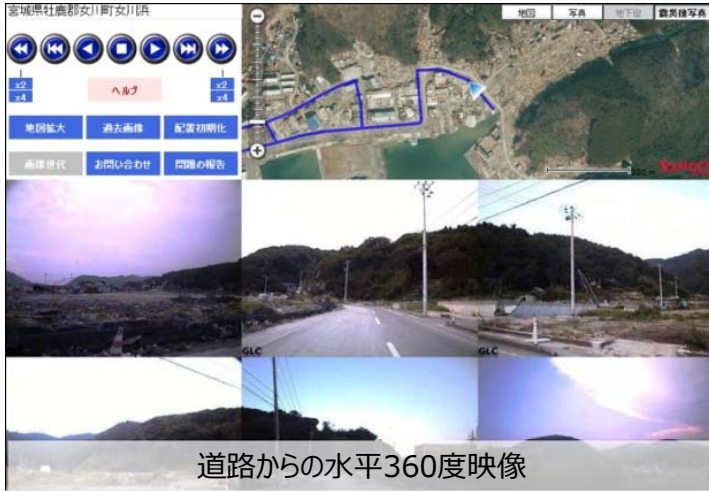 宮城県牡鹿郡女川町女川浜
地図 写真 地下街 震災後写真
x2
x4
ヘルプ
x2
x4
地図拡大 過去画像 配置初期化
画像世代 お問い合わせ 問題の報告
YAHOO!
GLC
GLC
道路からの水平360度映像